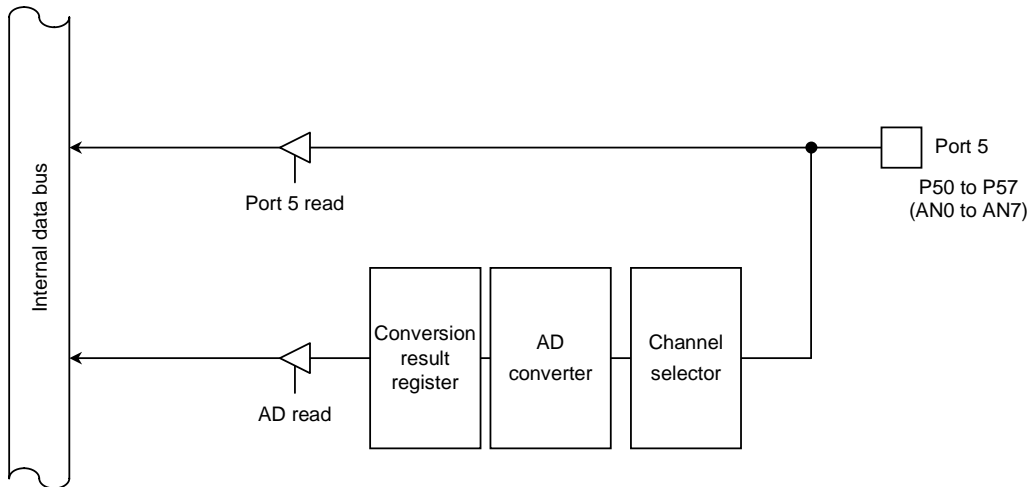 Internal data bus
Port 5
P50 to P57
(AN0 to AN7)
Port 5 read
Conversion
result
register
AD
converter
Channel
selector
AD read